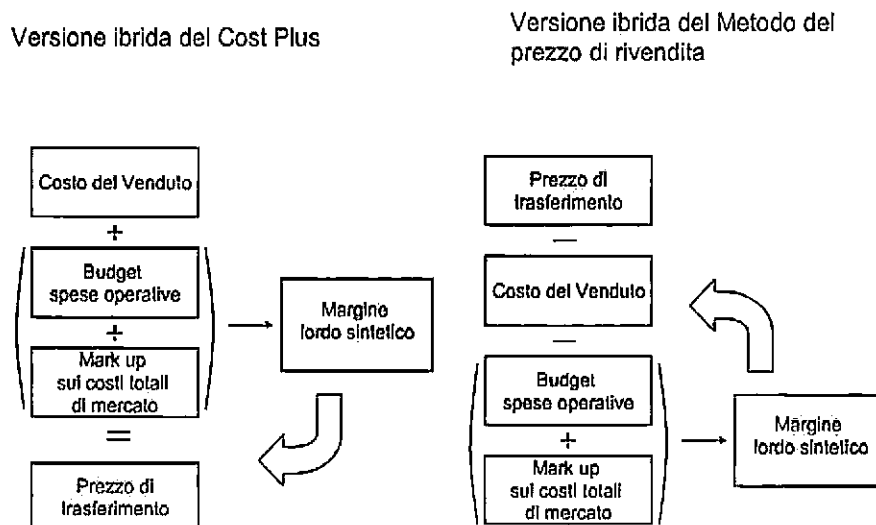 Versione ibrida del Cost Plus
Costo del Venduto
+
Budget
spese operative
+
Mark up
sui costi totali
di mercato
=
Prezzo di
trasferimento
Margine
lordo sintetico
Versione ibrida del Metodo del
prezzo di rivendita
Prezzo di
trasferimento
—
Costo del Venduto
—
Budget
spese operative
+
Mark up
sui costi totali
di mercato
Margine
lordo sintetico